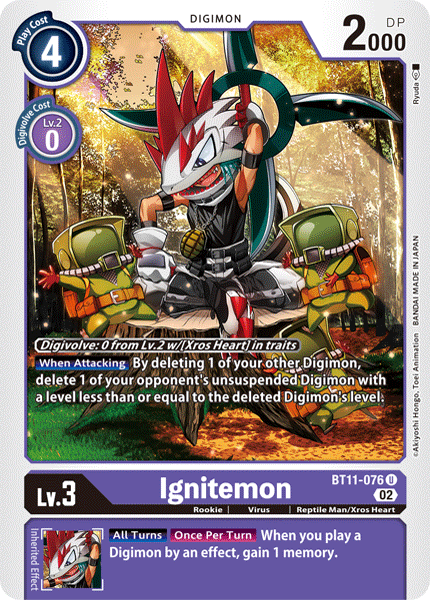 DIGIMON
Play Cost
4
2000
DP
Digivolve Cost
Lv.2
0
Ryuda
©Akiyoshi Hongo, Toei Animation BANDAI MADE IN JAPAN
Digivolve: 0 from Lv.2 w/[Xros Heart] in traits
When Attacking By deleting 1 of your other Digimon,
delete 1 of your opponent's unsuspended Digimon with
a level less than or equal to the deleted Digimon's level.
Lv.3
Ignitemon
BT11-076 U
02
Rookie Virus Reptile Man/Xros Heart
Inherited Effect
All Turns Once Per Turn When you play a
Digimon by an effect, gain 1 memory.